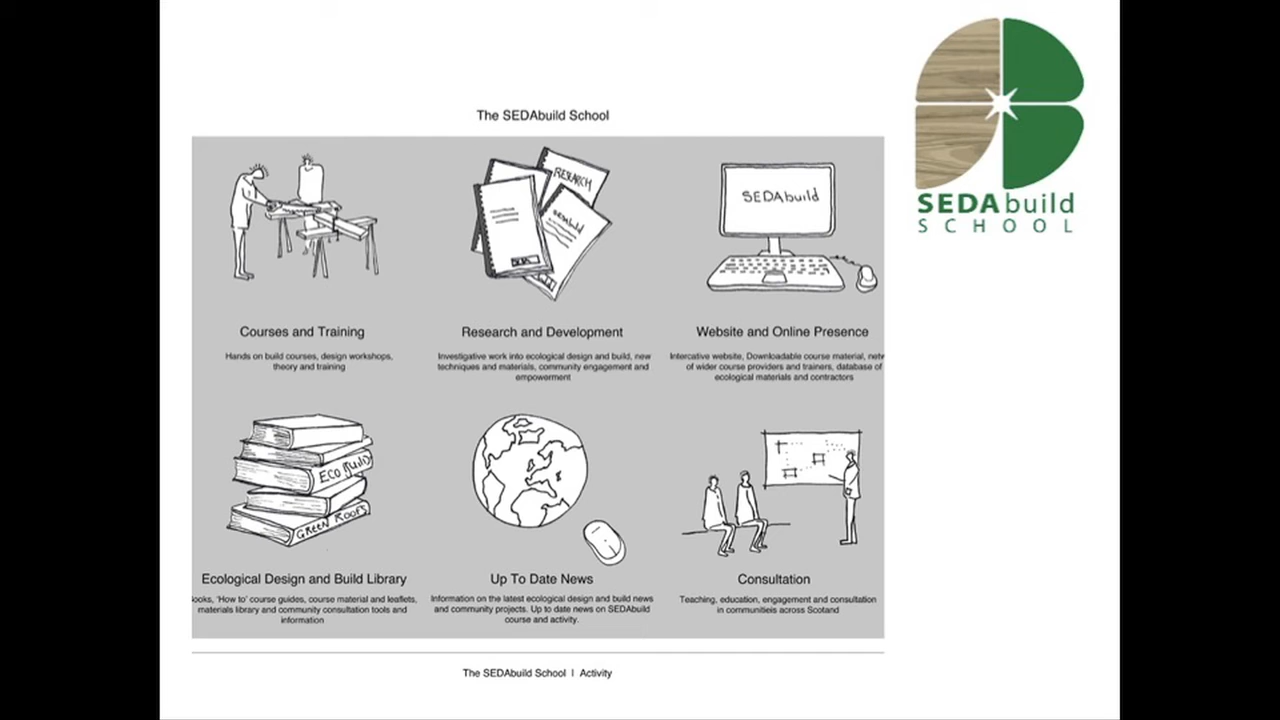 The SEDAbuild School
SEDAbuild
SCHOOL
RESEARCH
SEDAbuild
SEDAbuild
Courses and Training
Hands on build courses, design workshops,
theory and training
Research and Development
Investigative work into ecological design and build, new
techniques and materials, community engagement and
empowerment
Website and Online Presence
Intercative website, Downloadable course material, netw
of wider course providers and trainers, database of
ecological materials and contractors
ECO BUILD
GREEN ROOFS
Ecological Design and Build Library
ooks, 'How to' course guides, course material and leaflets,
materials library and community consultation tools and
information
Up To Date News
Information on the latest ecological design and build news
and community projects. Up to date news on SEDAbuild
course and activity.
Consultation
Teaching, education, engagement and consultation
in communitieis across Scotand
The SEDAbuild School | Activity